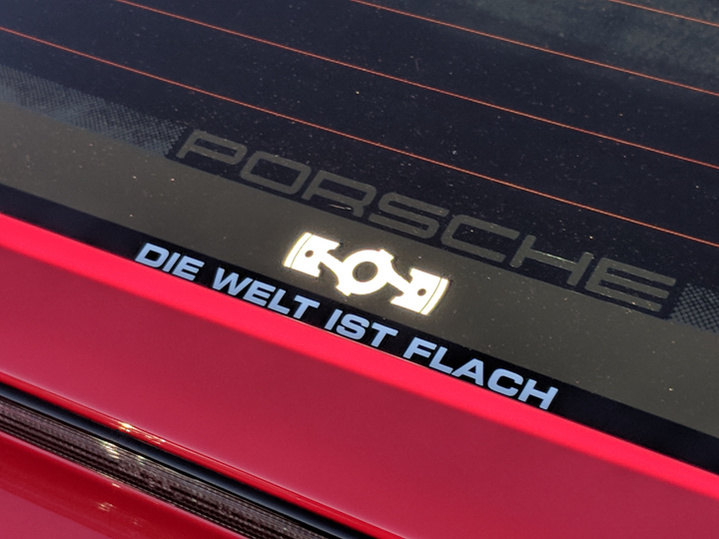 PORSCHE
DIE WELT IST FLACH